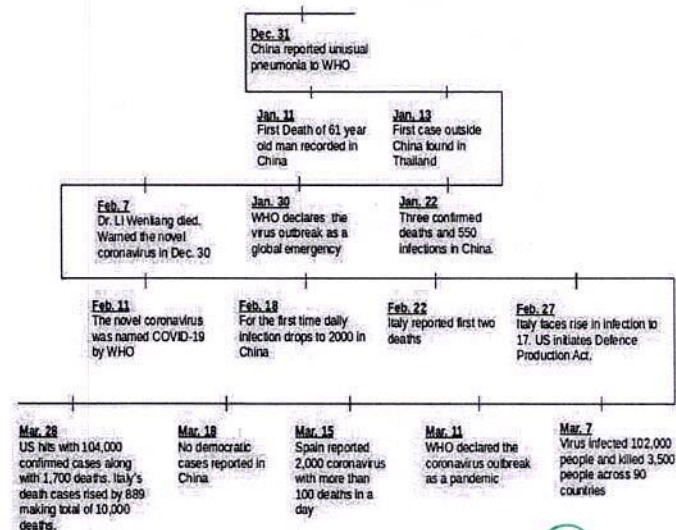 Dec. 31
China reported unusual
pneumonia to WHO
Jan. 11
First Death of 61 year
old man recorded in
China
Jan. 13
First case outside
China found in
Thailand
Feb. 7
Dr. Li Wenliang died.
Warned the novel
coronavirus in Dec. 30
Jan. 30
WHO declares the
virus outbreak as a
global emergency
Jan. 22
Three confirmed
deaths and 550
infections in China
Feb. 11
The novel coronavirus
was named COVID-19
by WHO
Feb. 18
For the first time daily
infection drops to 2000 in
China
Feb. 22
Italy reported first two
deaths
Feb. 27
Italy faces rise in infection to
17. US initiates Defence
Production Act.
Mar. 28
US hits with 104,000
confirmed cases along
with 1,700 deaths. Italy's
death cases rised by 889
making total of 10,000
deaths.
Mar. 18
No democratic
cases reported in
China
Mar. 15
Spain reported
2,000 coronavirus
with more than
100 deaths in a
day
Mar. 11
WHO declared the
coronavirus outbreak
as a pandemic
Mar. 7
Virus infected 102,000
people and killed 3,500
people across 90
countries